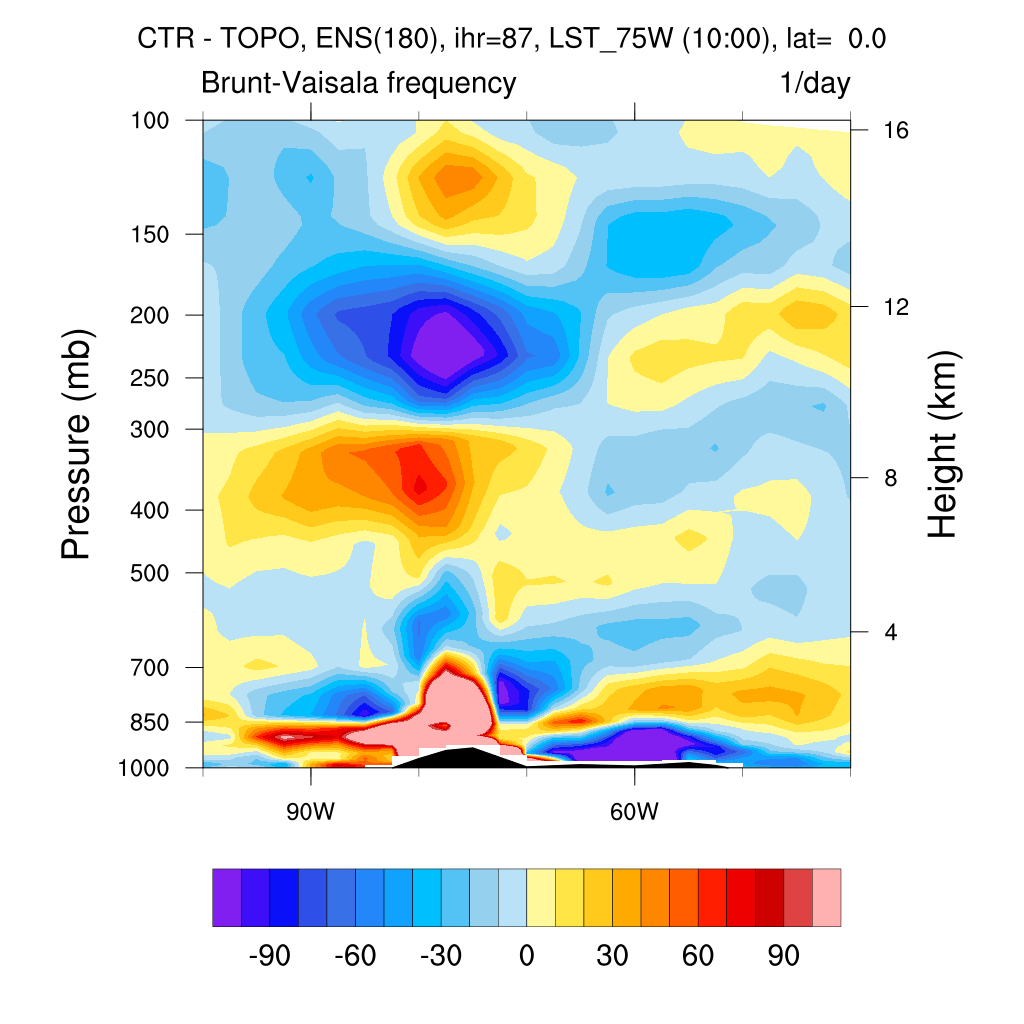 CTR - TOPO, ENS(180), ihr=87, LST_75W (10:00), lat=  0.0
Brunt-Vaisala frequency 1/day
100
150
200
250
300
400
500
700
850
1000
Pressure (mb)
16
12
8
4
Height (km)
90W 60W
-90 -60 -30 0 30 60 90